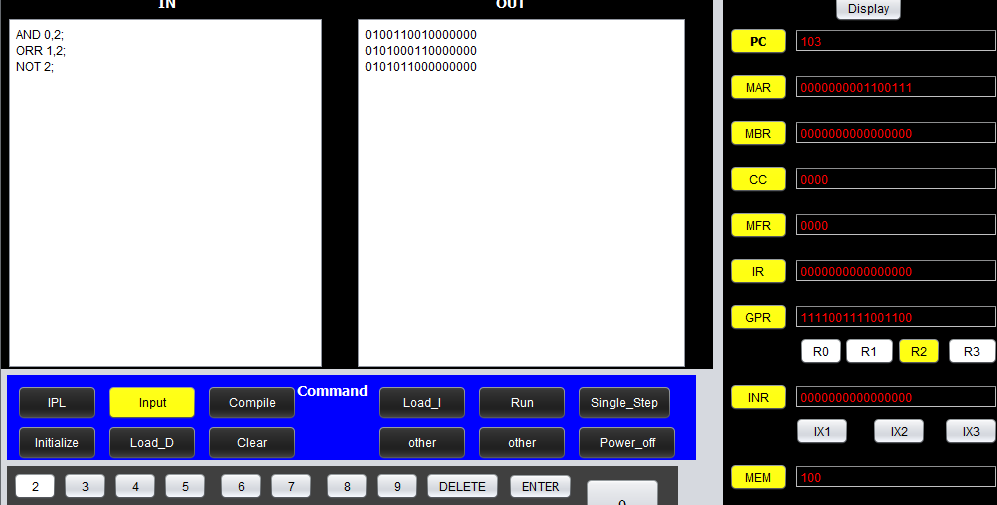 IN
OUT
AND 0,2;
ORR 1,2;
NOT 2;
0100110010000000
0101000110000000
0101011000000000
Display
PC 103
MAR 0000000001100111
MBR 0000000000000000
CC 0000
MFR 0000
IR 0000000000000000
GPR 1111001111001100
R0 R1 R2 R3
INR 0000000000000000
IX1 IX2 IX3
MEM 100
Command
IPL Input Compile Load_I Run Single_Step
Initialize Load_D Clear other other Power_off
2 3 4 5 6 7 8 9 DELETE ENTER